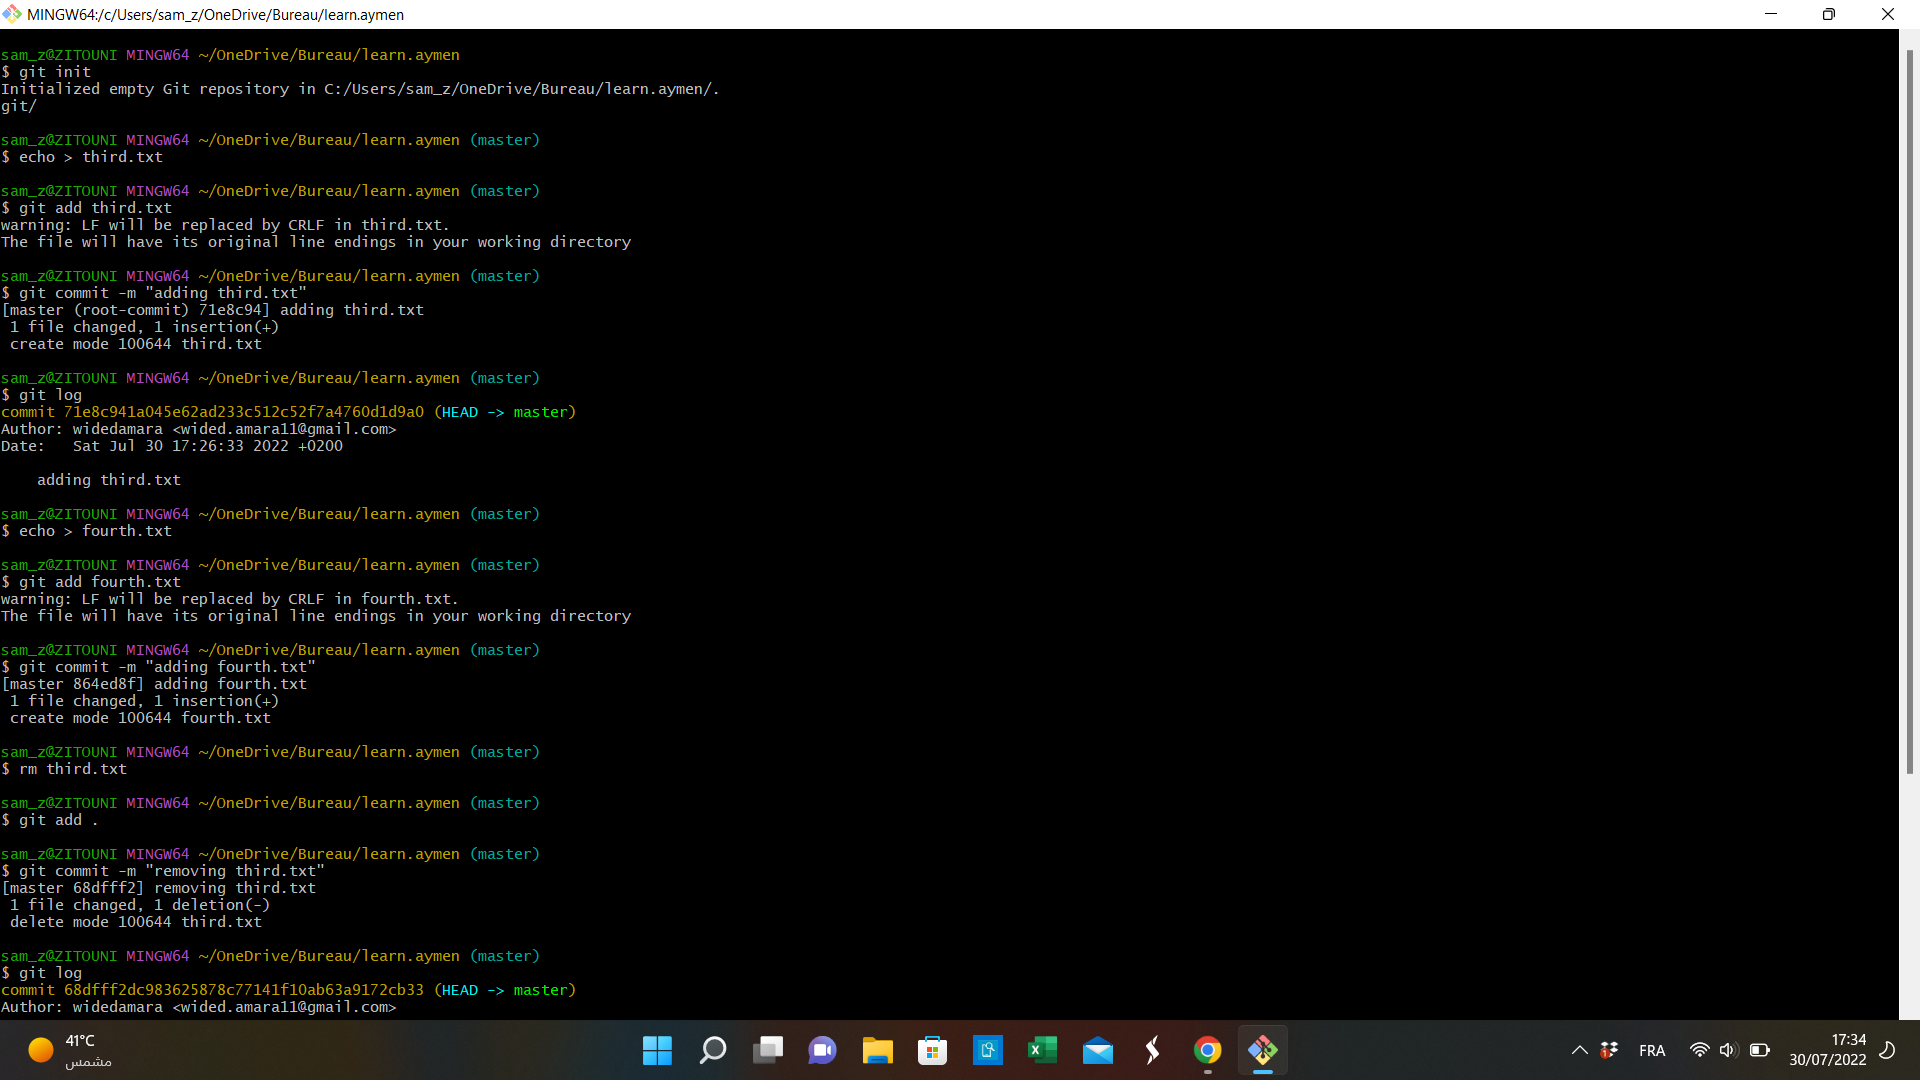 MINGW64:/c/Users/sam_z/OneDrive/Bureau/learn.aymen
sam_z@ZITOUNI MINGW64 ~/OneDrive/Bureau/learn.aymen
$ git init
Initialized empty Git repository in C:/Users/sam_z/OneDrive/Bureau/learn.aymen/.
git/
sam_z@ZITOUNI MINGW64 ~/OneDrive/Bureau/learn.aymen (master)
$ echo > third.txt
sam_z@ZITOUNI MINGW64 ~/OneDrive/Bureau/learn.aymen (master)
$ git add third.txt
warning: LF will be replaced by CRLF in third.txt.
The file will have its original line endings in your working directory
sam_z@ZITOUNI MINGW64 ~/OneDrive/Bureau/learn.aymen (master)
$ git commit -m "adding third.txt"
[master (root-commit) 71e8c94] adding third.txt
1 file changed, 1 insertion(+)
create mode 100644 third.txt
sam_z@ZITOUNI MINGW64 ~/OneDrive/Bureau/learn.aymen (master)
$ git log
commit 71e8c941a045e62ad233c512c52f7a4760d1d9a0 (HEAD -> master)
Author: widedamara <wided.amara11@gmail.com>
Date:   Sat Jul 30 17:26:33 2022 +0200
adding third.txt
sam_z@ZITOUNI MINGW64 ~/OneDrive/Bureau/learn.aymen (master)
$ echo > fourth.txt
sam_z@ZITOUNI MINGW64 ~/OneDrive/Bureau/learn.aymen (master)
$ git add fourth.txt
warning: LF will be replaced by CRLF in fourth.txt.
The file will have its original line endings in your working directory
sam_z@ZITOUNI MINGW64 ~/OneDrive/Bureau/learn.aymen (master)
$ git commit -m "adding fourth.txt"
[master 864ed8f] adding fourth.txt
1 file changed, 1 insertion(+)
create mode 100644 fourth.txt
sam_z@ZITOUNI MINGW64 ~/OneDrive/Bureau/learn.aymen (master)
$ rm third.txt
sam_z@ZITOUNI MINGW64 ~/OneDrive/Bureau/learn.aymen (master)
$ git add .
sam_z@ZITOUNI MINGW64 ~/OneDrive/Bureau/learn.aymen (master)
$ git commit -m "removing third.txt"
[master 68dfff2] removing third.txt
1 file changed, 1 deletion(-)
delete mode 100644 third.txt
sam_z@ZITOUNI MINGW64 ~/OneDrive/Bureau/learn.aymen (master)
$ git log
commit 68dfff2dc983625878c77141f10ab63a9172cb33 (HEAD -> master)
Author: widedamara <wided.amara11@gmail.com>
41°C
مشمس
FRA
17:34
30/07/2022